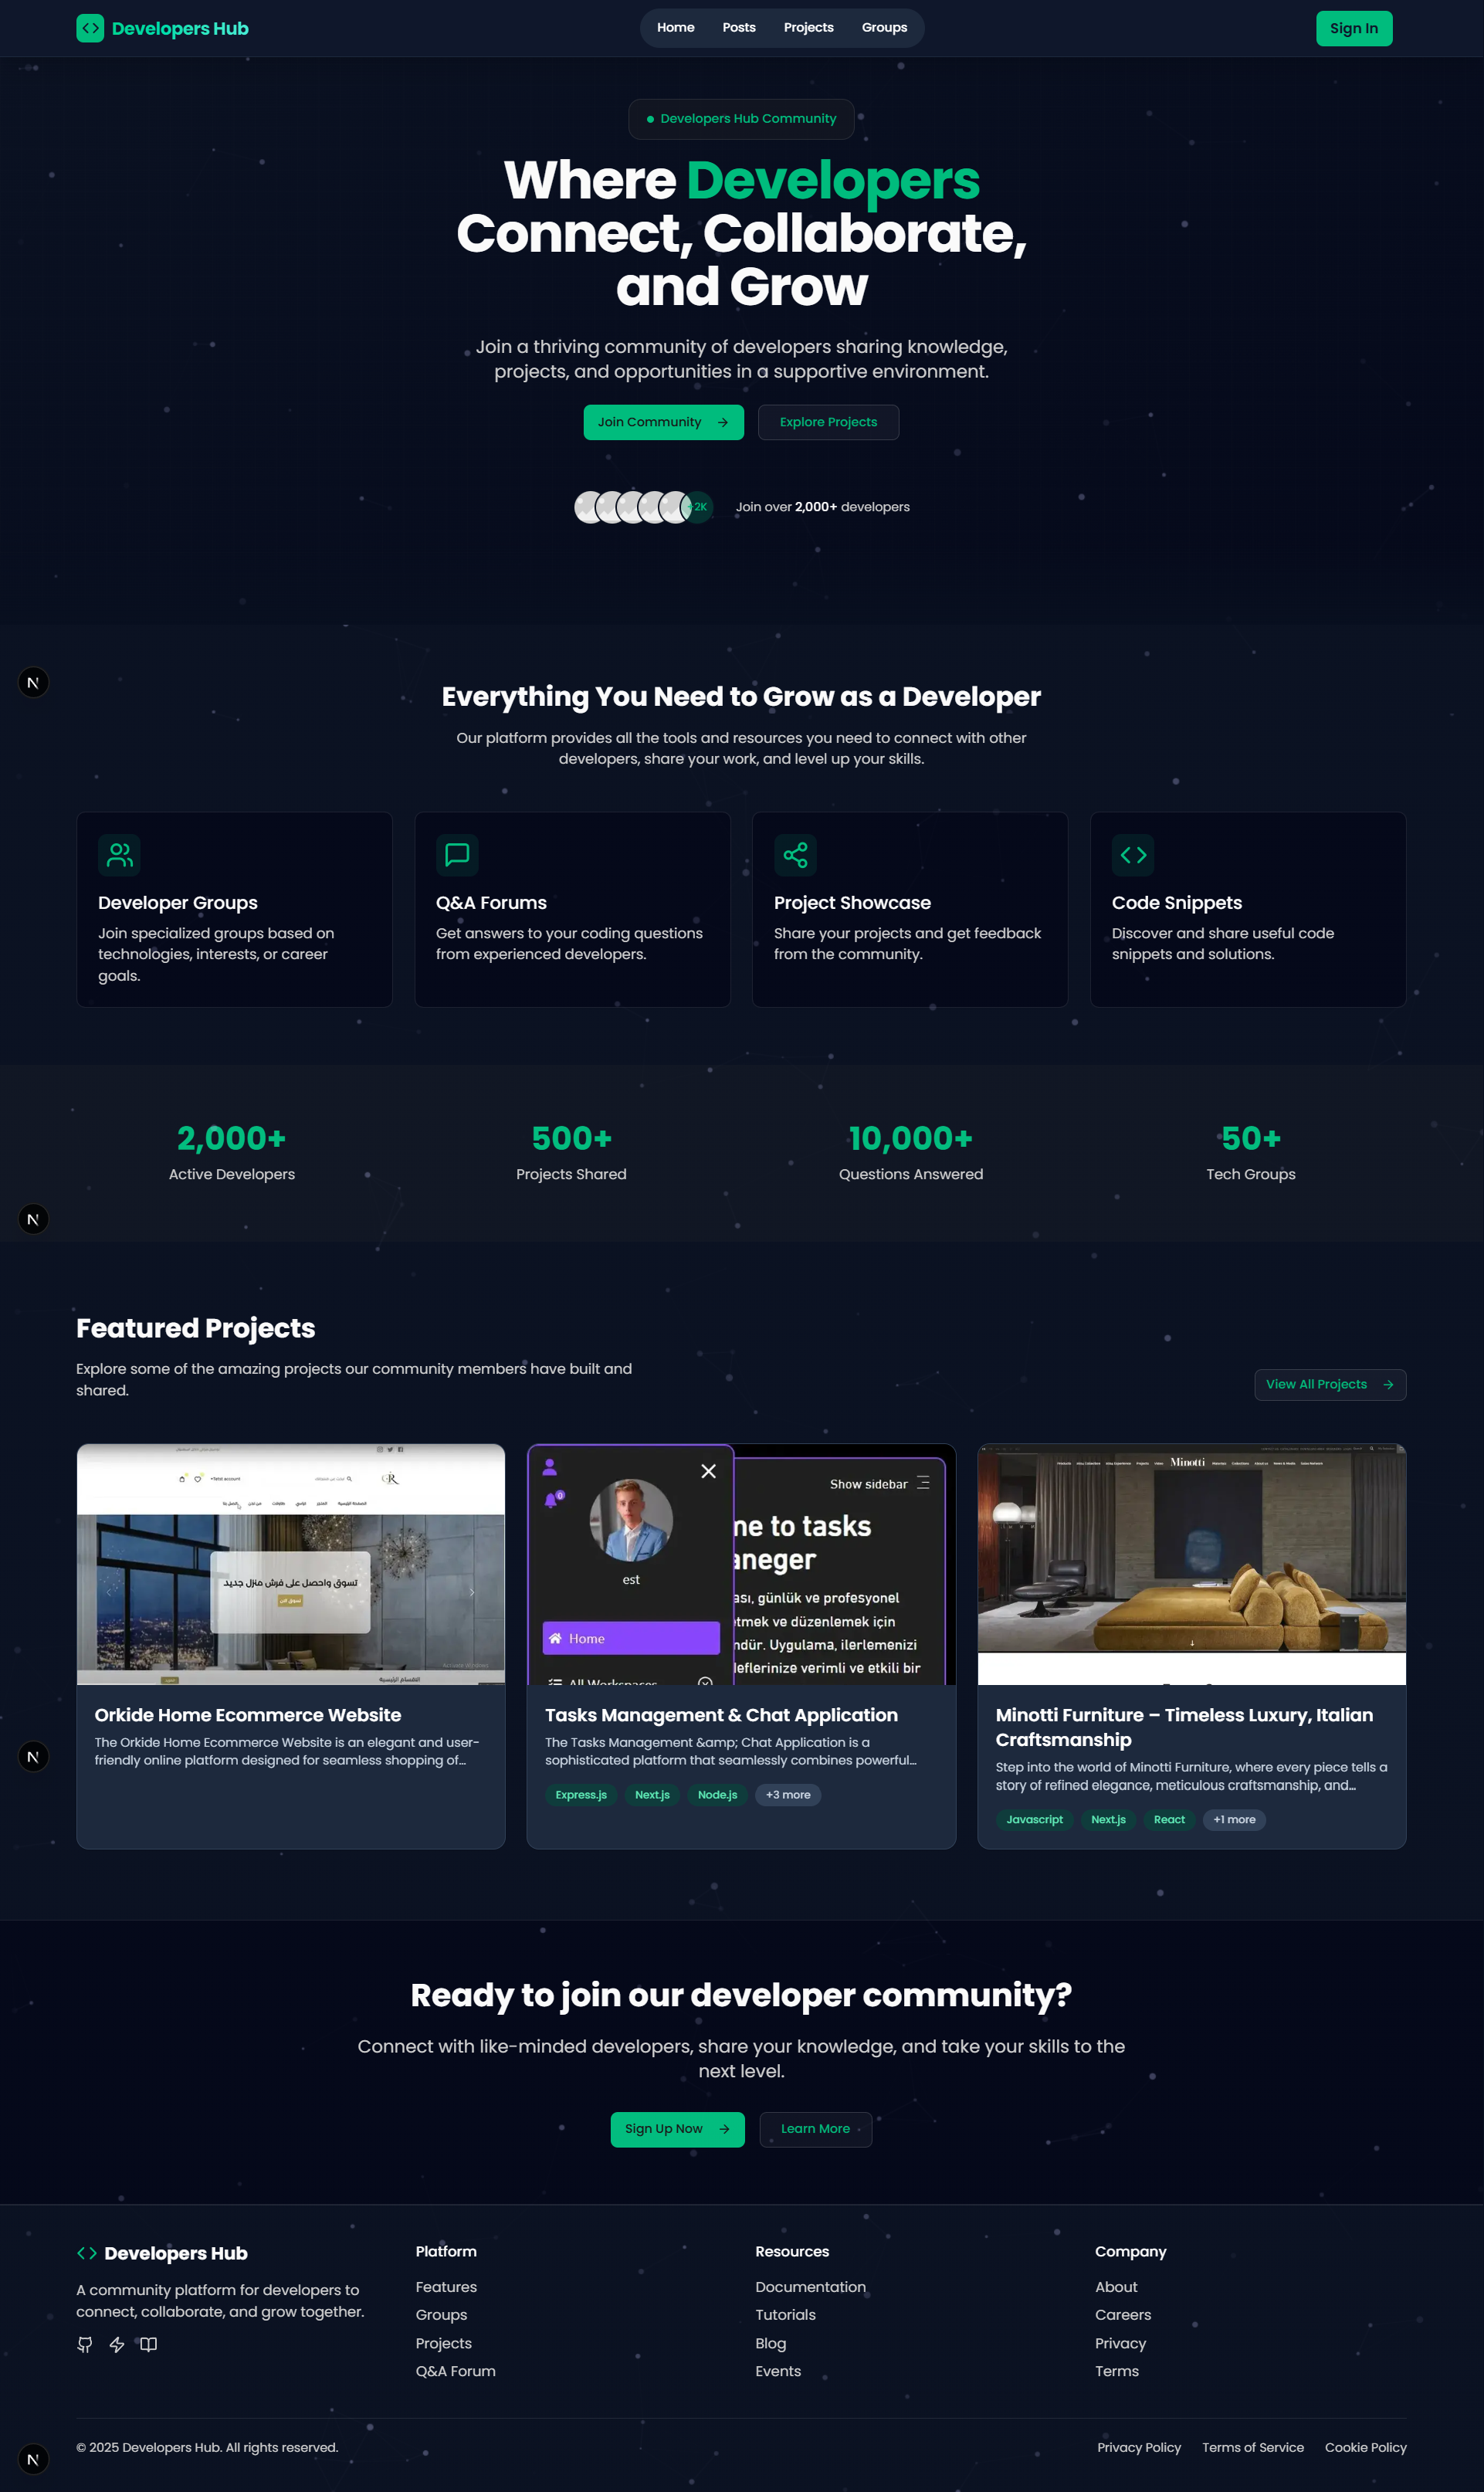 Developers Hub
Home Posts Projects Groups
Sign In
Developers Hub Community
Where Developers
Connect, Collaborate,
and Grow
Join a thriving community of developers sharing knowledge,
projects, and opportunities in a supportive environment.
Join Community
Explore Projects
+2K
Join over 2,000+ developers
N
Everything You Need to Grow as a Developer
Our platform provides all the tools and resources you need to connect with other
developers, share your work, and level up your skills.
Developer Groups
Join specialized groups based on
technologies, interests, or career
goals.
Q&A Forums
Get answers to your coding questions
from experienced developers.
Project Showcase
Share your projects and get feedback
from the community.
Code Snippets
Discover and share useful code
snippets and solutions.
2,000+
Active Developers
500+
Projects Shared
10,000+
Questions Answered
50+
Tech Groups
N
Featured Projects
Explore some of the amazing projects our community members have built and
shared.
View All Projects
تسوق واحصل على فرش منزل جديد
Orkide Home Ecommerce Website
The Orkide Home Ecommerce Website is an elegant and user-
friendly online platform designed for seamless shopping of...
0
est
Home
All Workspaces
Show sidebar
ne to tasks
aneger
ası, günlük ve profesyonel
tmek ve düzenlemek için
ndür. Uygulama, ilerlemenizi
deflerinize verimli ve etkili bir
Tasks Management & Chat Application
The Tasks Management &amp; Chat Application is a
sophisticated platform that seamlessly combines powerful...
Express.js Next.js Node.js +3 more
Minotti
Minotti Furniture – Timeless Luxury, Italian
Craftsmanship
Step into the world of Minotti Furniture, where every piece tells a
story of refined elegance, meticulous craftsmanship, and...
Javascript Next.js React +1 more
N
Ready to join our developer community?
Connect with like-minded developers, share your knowledge, and take your skills to the
next level.
Sign Up Now
Learn More
Developers Hub
A community platform for developers to
connect, collaborate, and grow together.
Platform
Features
Groups
Projects
Q&A Forum
Resources
Documentation
Tutorials
Blog
Events
Company
About
Careers
Privacy
Terms
N
© 2025 Developers Hub. All rights reserved.
Privacy Policy Terms of Service Cookie Policy